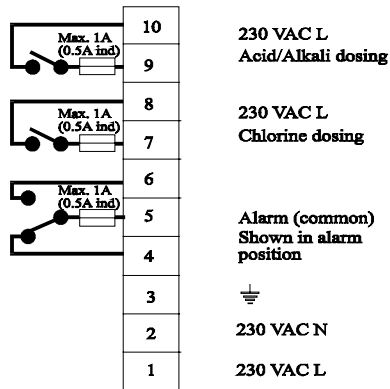 10
Max. 1A
(0.5A ind)
230 VAC L
Acid/Alkali dosing
9
8
Max. 1A
(0.5A ind)
230 VAC L
Chlorine dosing
7
6
Max. 1A
(0.5A ind)
5
Alarm (common)
Shown in alarm
position
4
3
2
230 VAC N
1
230 VAC L